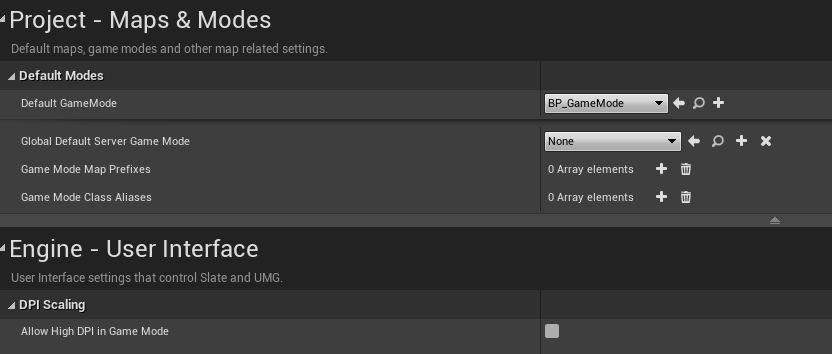 Project - Maps & Modes
Default maps, game modes and other map related settings.
Default Modes
Default GameMode BP_GameMode
Global Default Server Game Mode None
Game Mode Map Prefixes 0 Array elements
Game Mode Class Aliases 0 Array elements
Engine - User Interface
User Interface settings that control Slate and UMG.
DPI Scaling
Allow High DPI in Game Mode